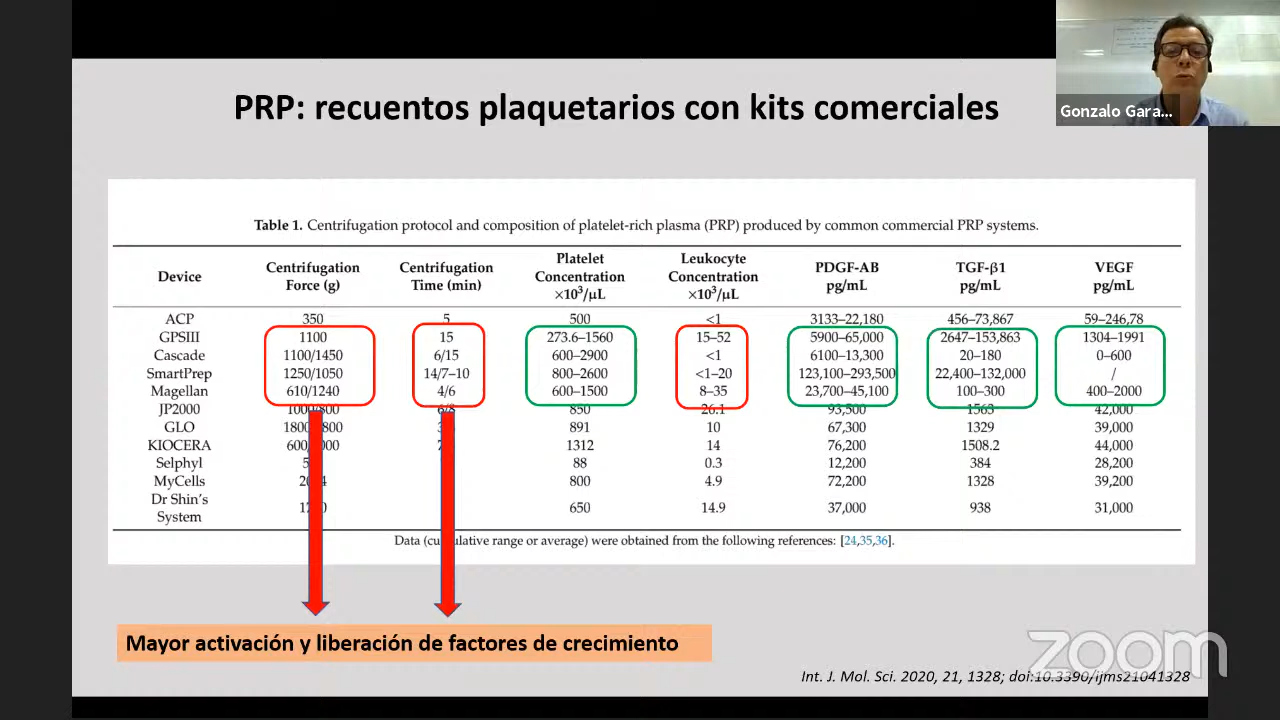 PRP: recuentos plaquetarios con kits comerciales
Gonzalo Gara...
Table 1. Centrifugation protocol and composition of platelet-rich plasma (PRP) produced by common commercial PRP systems.
Device Centrifugation Force (g) Centrifugation Time (min) Platelet Concentration ×10³/μL Leukocyte Concentration ×10³/μL PDGF-AB pg/mL TGF-β1 pg/mL VEGF pg/mL
ACP 350 5 500 <1 3133–22,180 456–73,867 59–246,78
GPSIII 1100 15 273.6–1560 15–52 5900–65,000 2647–153,863 1304–1991
Cascade 1100/1450 6/15 600–2900 <1 6100–13,300 20–180 0–600
SmartPrep 1250/1050 14/7–10 800–2600 <1–20 123,100–293,500 22,400–132,000 /
Magellan 610/1240 4/6 600–1500 8–35 23,700–45,100 100–300 400–2000
JP2000 1000/800 6/8 850 26.1 93,500 1563 42,000
GLO 891 10 67,300 1329 39,000
KIOCERA 1312 14 76,200 1508.2 44,000
Selphyl 88 0.3 12,200 384 28,200
MyCells 800 4.9 72,200 1328 39,200
Dr Shin's System 650 14.9 37,000 938 31,000
Data (cumulative range or average) were obtained from the following references: [24,35,36].
Mayor activación y liberación de factores de crecimiento
zoom
Int. J. Mol. Sci. 2020, 21, 1328; doi:10.3390/ijms21041328